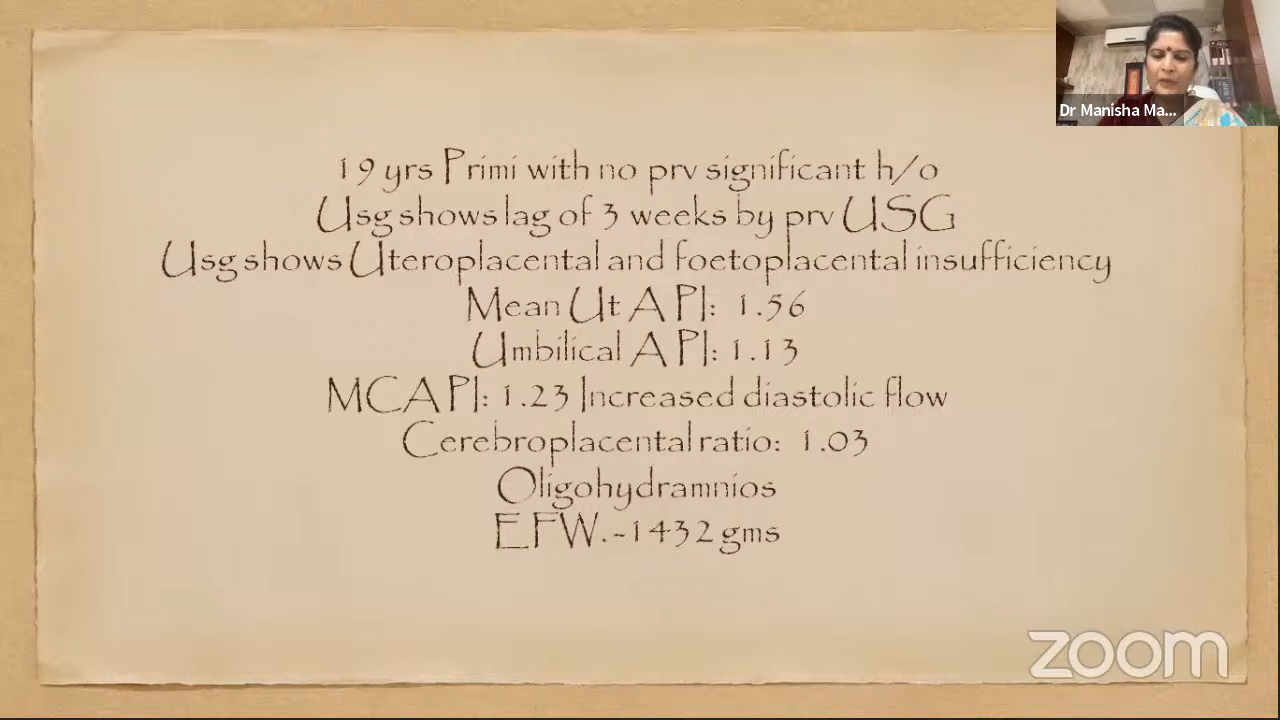 Dr Manisha Ma...
19 yrs Primi with no prv significant h/o
Usg shows lag of 3 weeks by prv USG
Usg shows Uteroplacental and foetoplacental insufficiency
Mean Ut A PI: 1.56
Umbilical A PI: 1.13
MCA PI: 1.23 Increased diastolic flow
Cerebroplacental ratio: 1.03
Oligohydramnios
EFW.-1432 gms
zoom